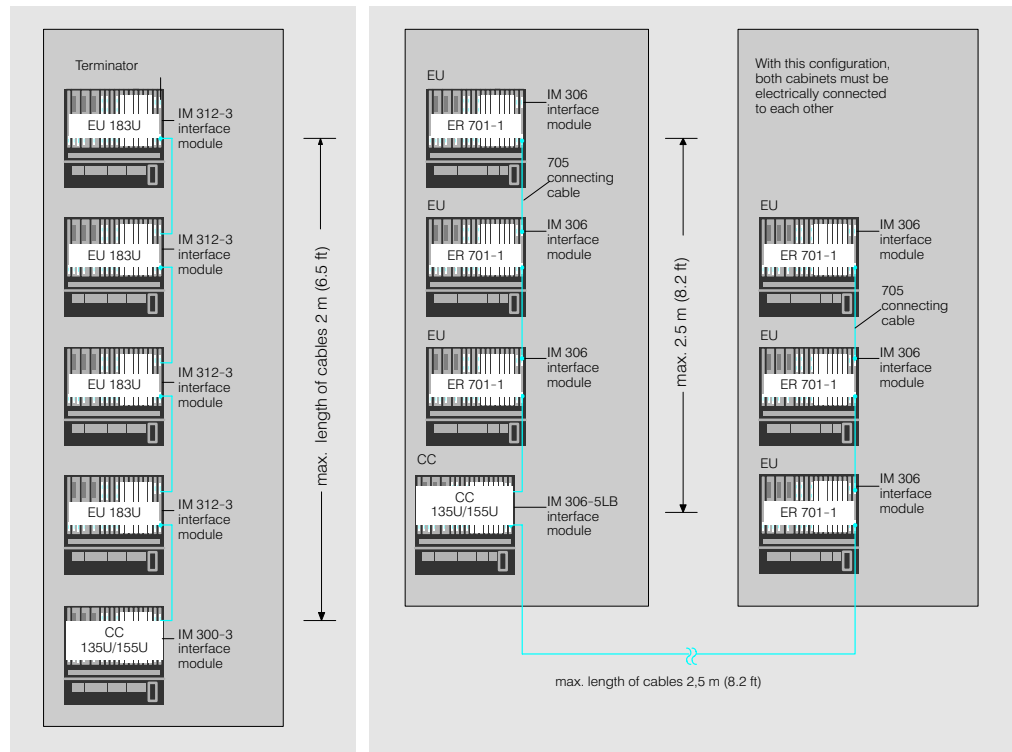 Terminator
EU 183U
IM 312-3
interface
module
EU 183U
IM 312-3
interface
module
EU 183U
IM 312-3
interface
module
EU 183U
IM 312-3
interface
module
CC
135U/155U
IM 300-3
interface
module
max. length of cables 2 m (6.5 ft)
EU
ER 701-1
IM 306
interface
module
705
connecting
cable
EU
ER 701-1
IM 306
interface
module
EU
ER 701-1
IM 306
interface
module
CC
CC
135U/155U
IM 306-5LB
interface
module
max. 2.5 m (8.2 ft)
With this configuration,
both cabinets must be
electrically connected
to each other
EU
ER 701-1
IM 306
interface
module
705
connecting
cable
EU
ER 701-1
IM 306
interface
module
EU
ER 701-1
IM 306
interface
module
max. length of cables 2,5 m (8.2 ft)